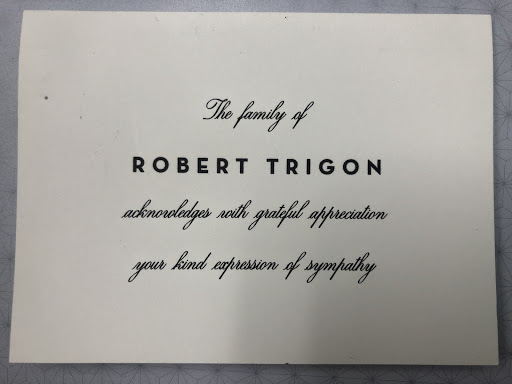 The family of
ROBERT TRIGON
acknowledges with grateful appreciation
your kind expression of sympathy